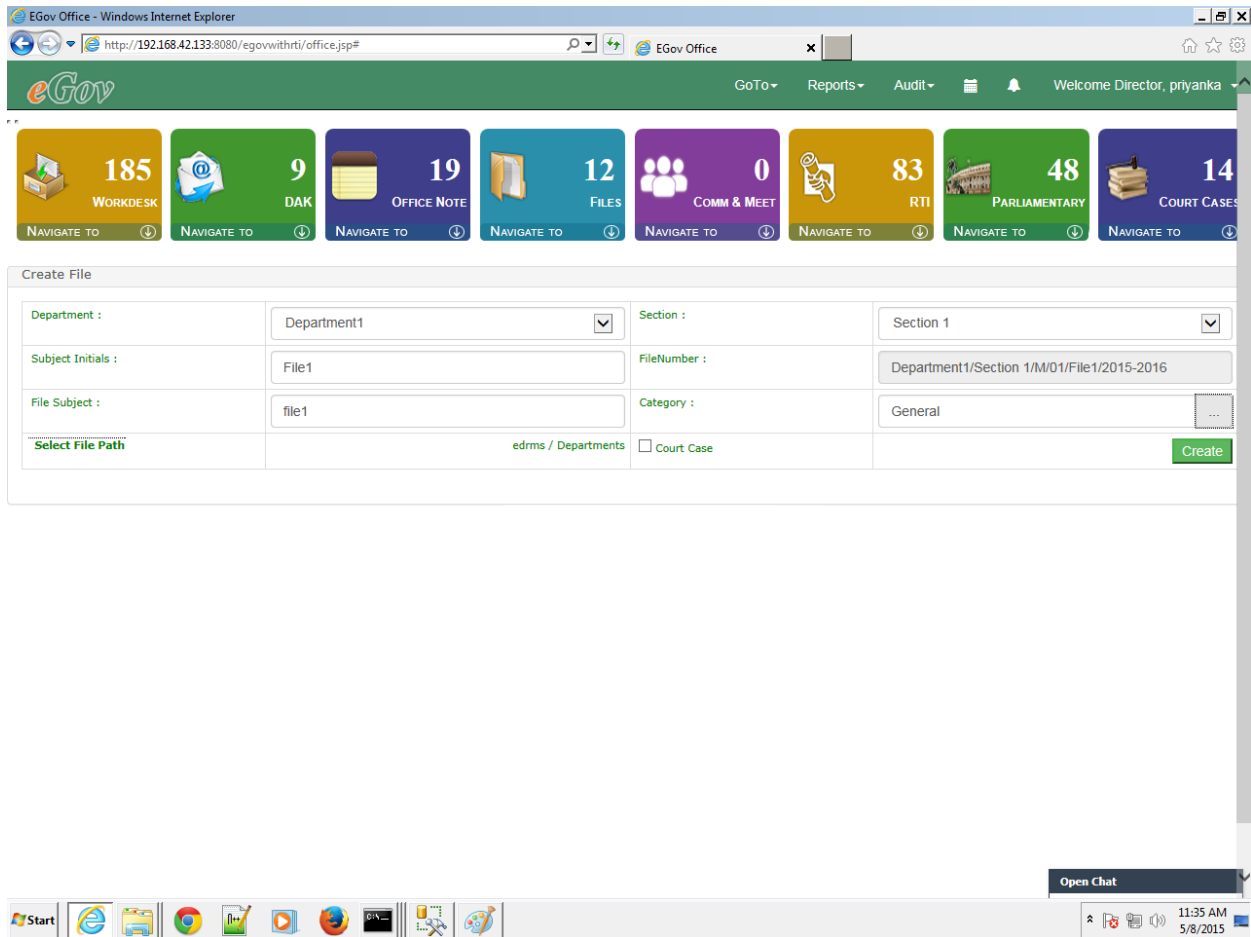 EGov Office - Windows Internet Explorer
http://192.168.42.133:8080/egovwithrti/office.jsp#
EGov Office
eGov GoTo Reports Audit Welcome Director, priyanka
185 9 19 12 0 83 48 14
Workdesk DAK Office Note Files Comm & Meet RTI Parliamentary Court Cases
Navigate to Navigate to Navigate to Navigate to Navigate to Navigate to Navigate to Navigate to
Create File
Department : Department1 Section : Section 1
Subject Initials : File1 FileNumber : Department1/Section 1/M/01/File1/2015-2016
File Subject : file1 Category : General ...
Select File Path edrms / Departments Court Case Create
Open Chat
Start 11:35 AM
5/8/2015